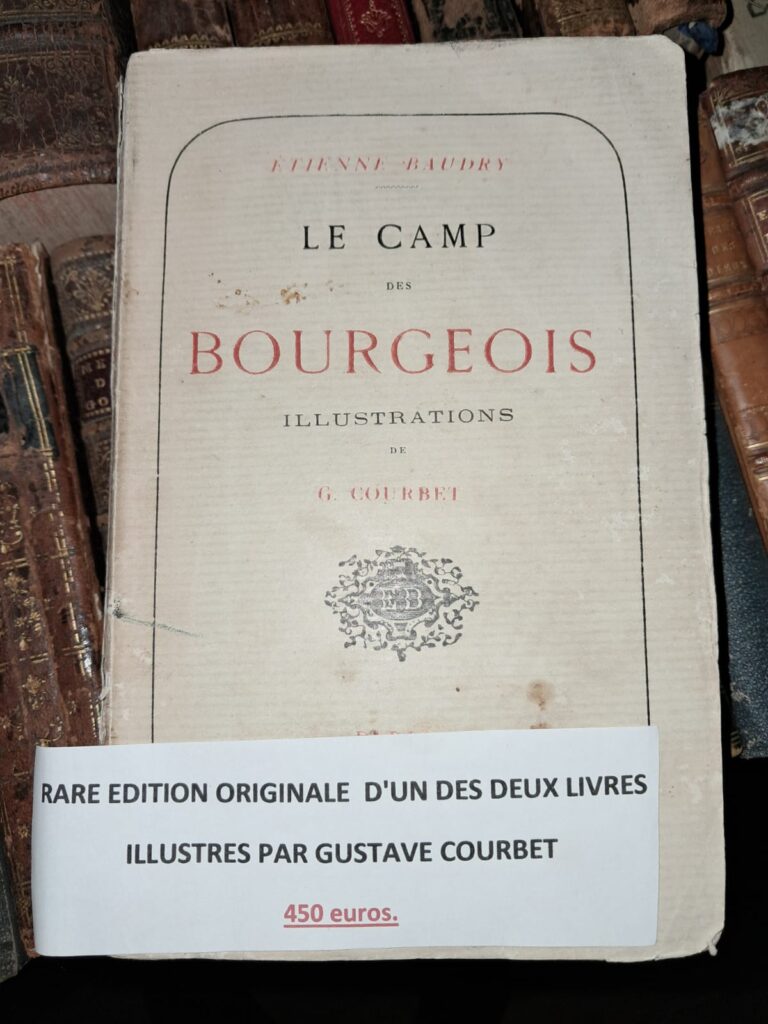 ÉTIENNE BAUDRY
LE CAMP
DES
BOURGEOIS
ILLUSTRATIONS
DE
G. COURBET
RARE EDITION ORIGINALE D'UN DES DEUX LIVRES
ILLUSTRES PAR GUSTAVE COURBET
450 euros.